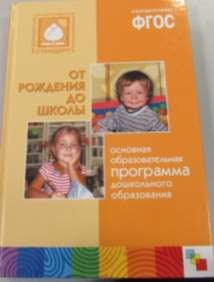 ФГОС
ОТ
РОЖДЕНИЯ ДО
ШКОЛЫ
ОСНОВНАЯ
ОБРАЗОВАТЕЛЬНАЯ
ПРОГРАММА
ДОШКОЛЬНОГО
ОБРАЗОВАНИЯ